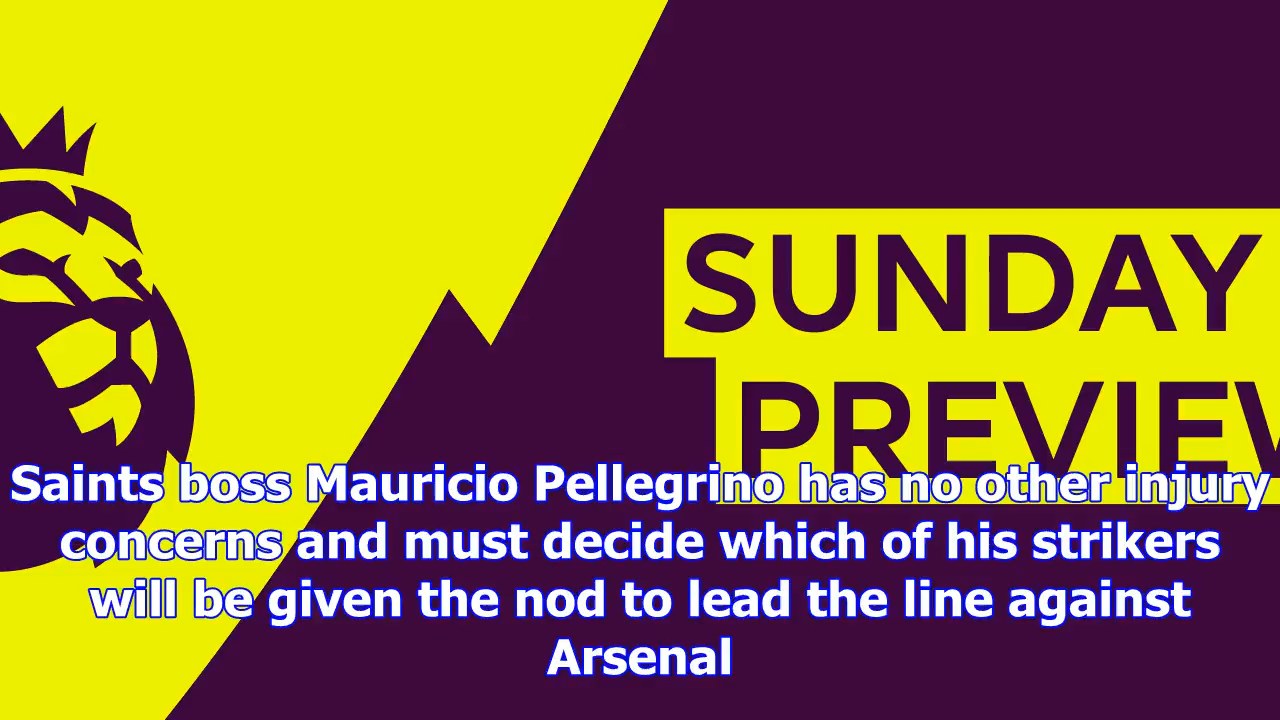 SUNDAY
PREVIEW
Saints boss Mauricio Pellegrino has no other injury
concerns and must decide which of his strikers
will be given the nod to lead the line against
Arsenal